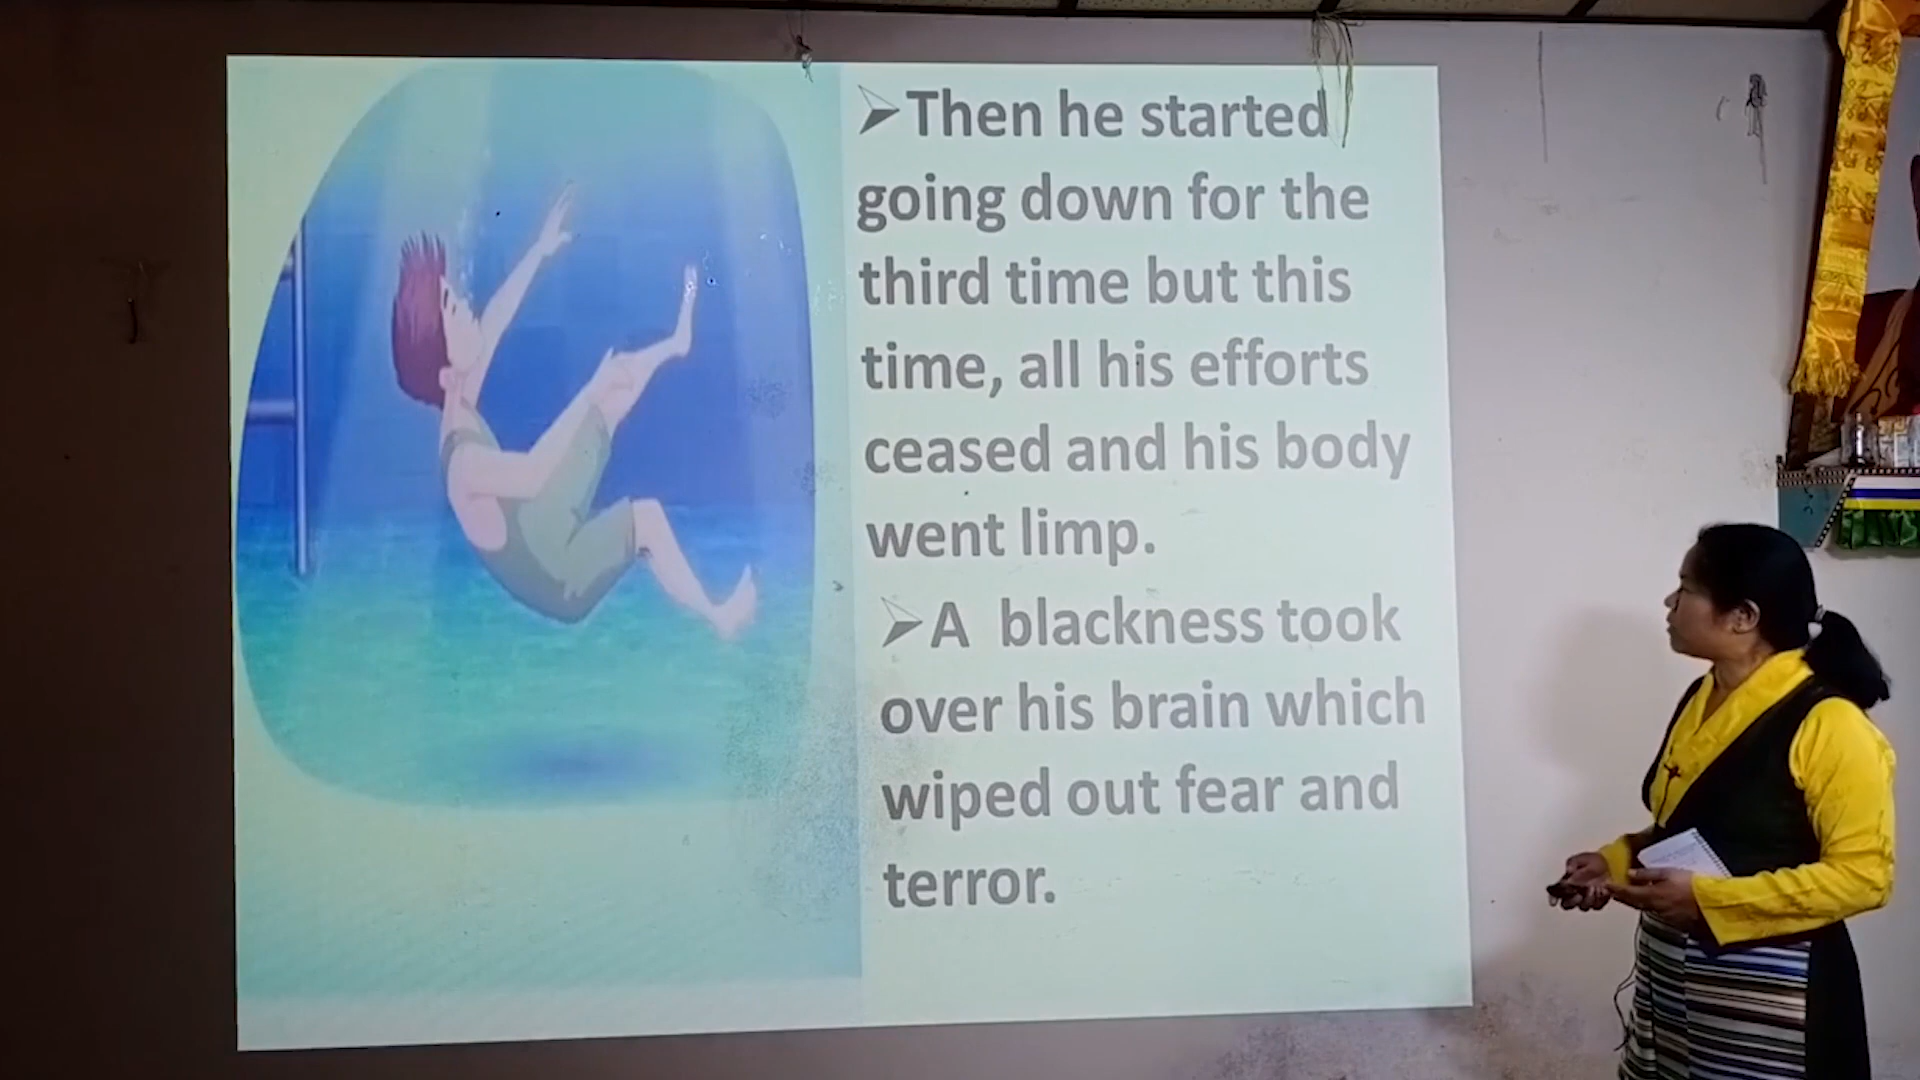 ➢Then he started
going down for the
third time but this
time, all his efforts
ceased and his body
went limp.
➢A blackness took
over his brain which
wiped out fear and
terror.